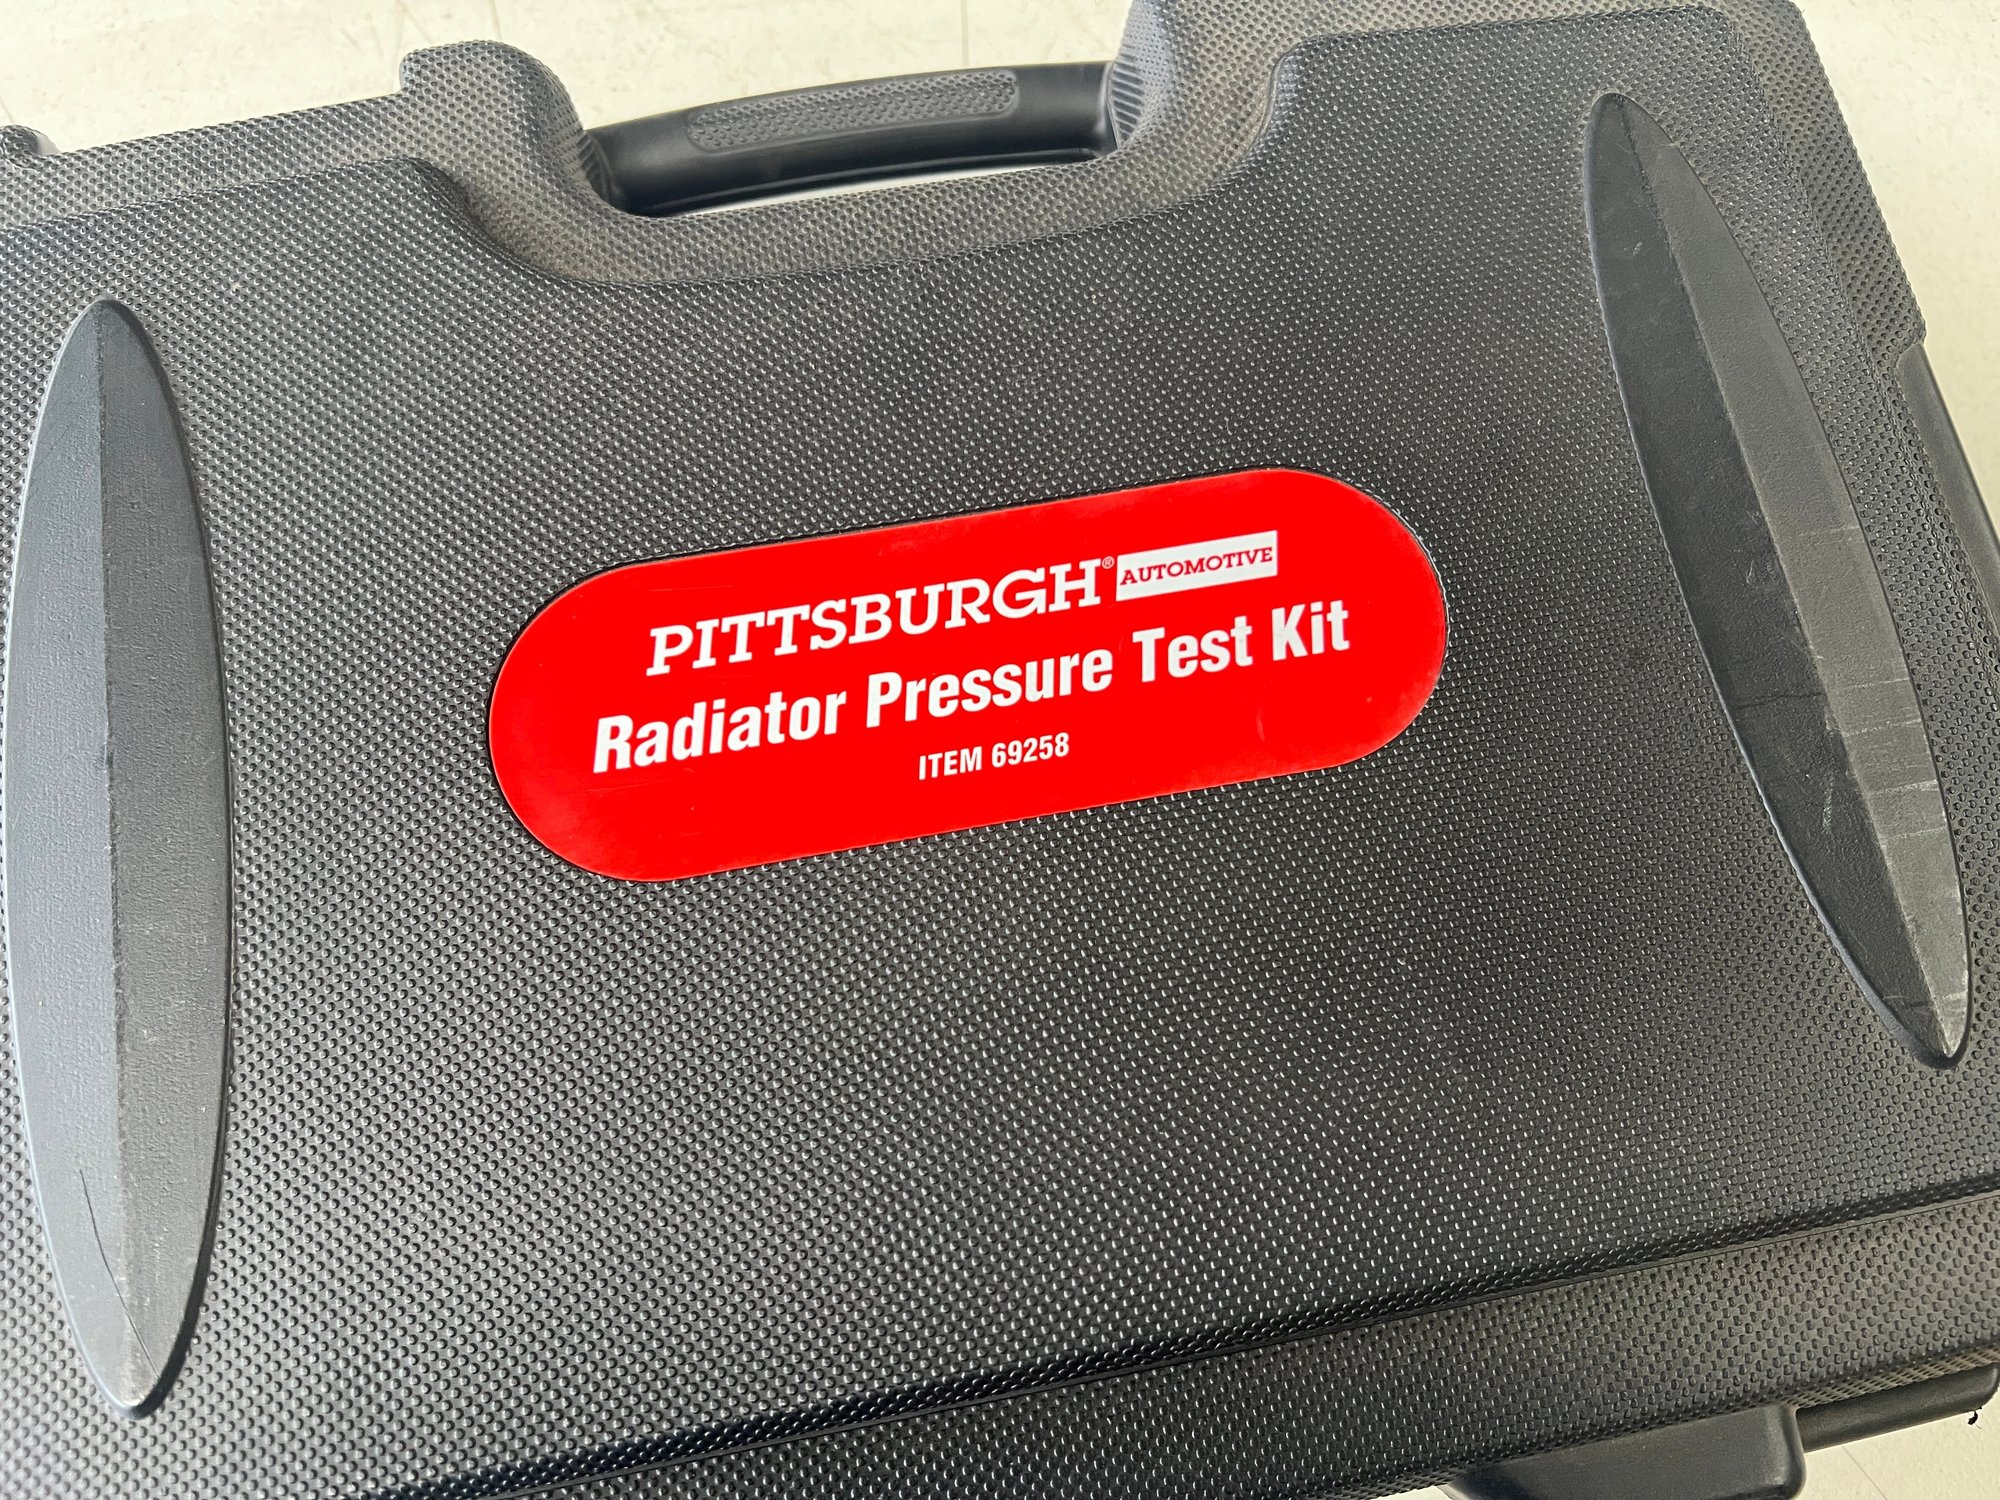 PITTSBURGH® AUTOMOTIVE
Radiator Pressure Test Kit
ITEM 69258